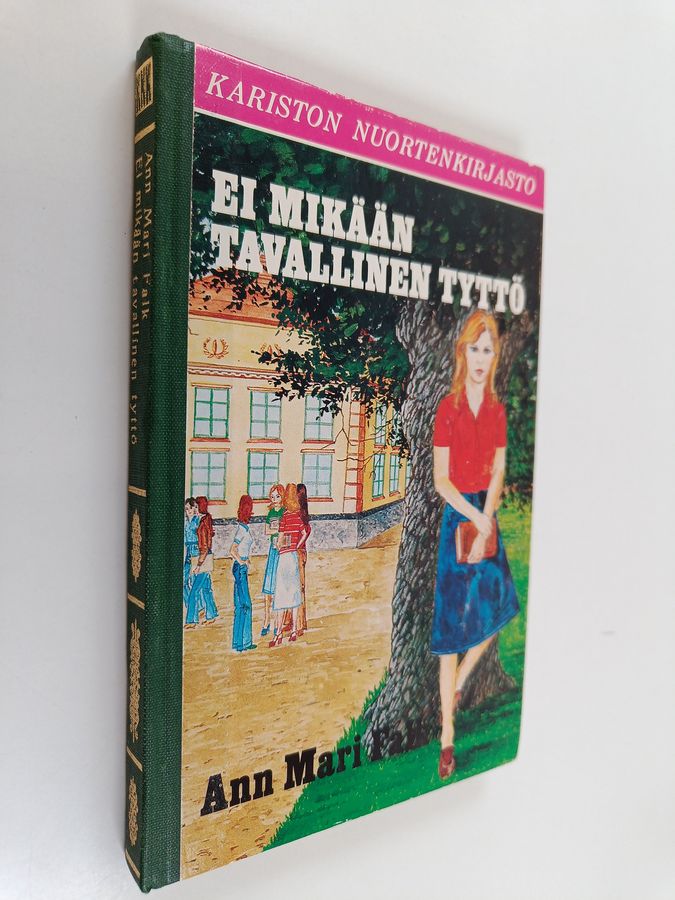 KARISTON NUORTENKIRJASTO
EI MIKÄÄN
TAVALLINEN TYTTÖ
Ann Mari Falk
Ann Mari Falk
Ei mikään tavallinen tyttö